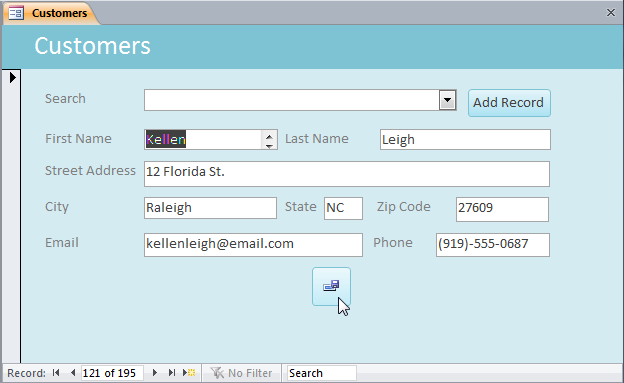 Customers
Customers
Search Add Record
First Name Kellen Last Name Leigh
Street Address 12 Florida St.
City Raleigh State NC Zip Code 27609
Email kellenleigh@email.com Phone (919)-555-0687
Record: 121 of 195 No Filter Search